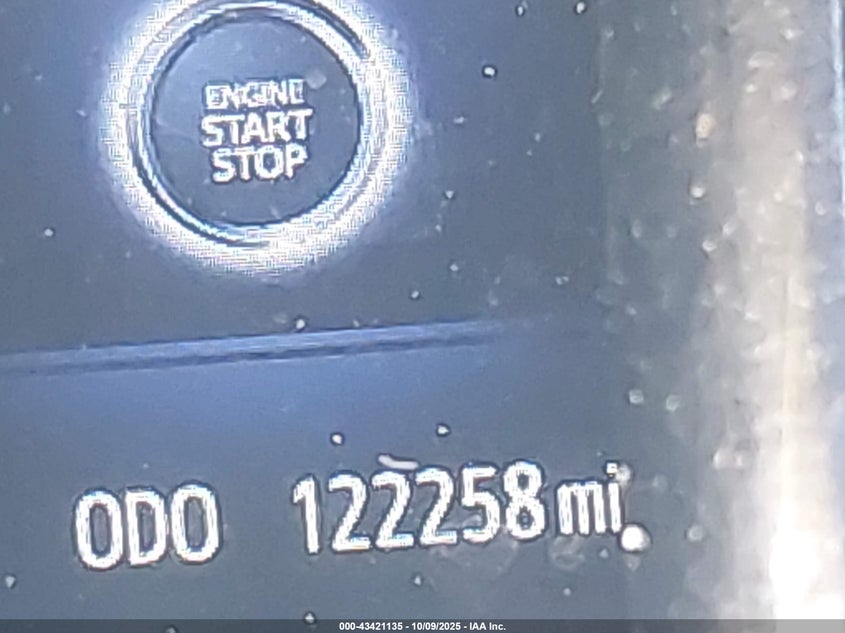 ENGINE
START
STOP
ODO 122258 mi
000-43421135 - 10/09/2025 - IAA Inc.